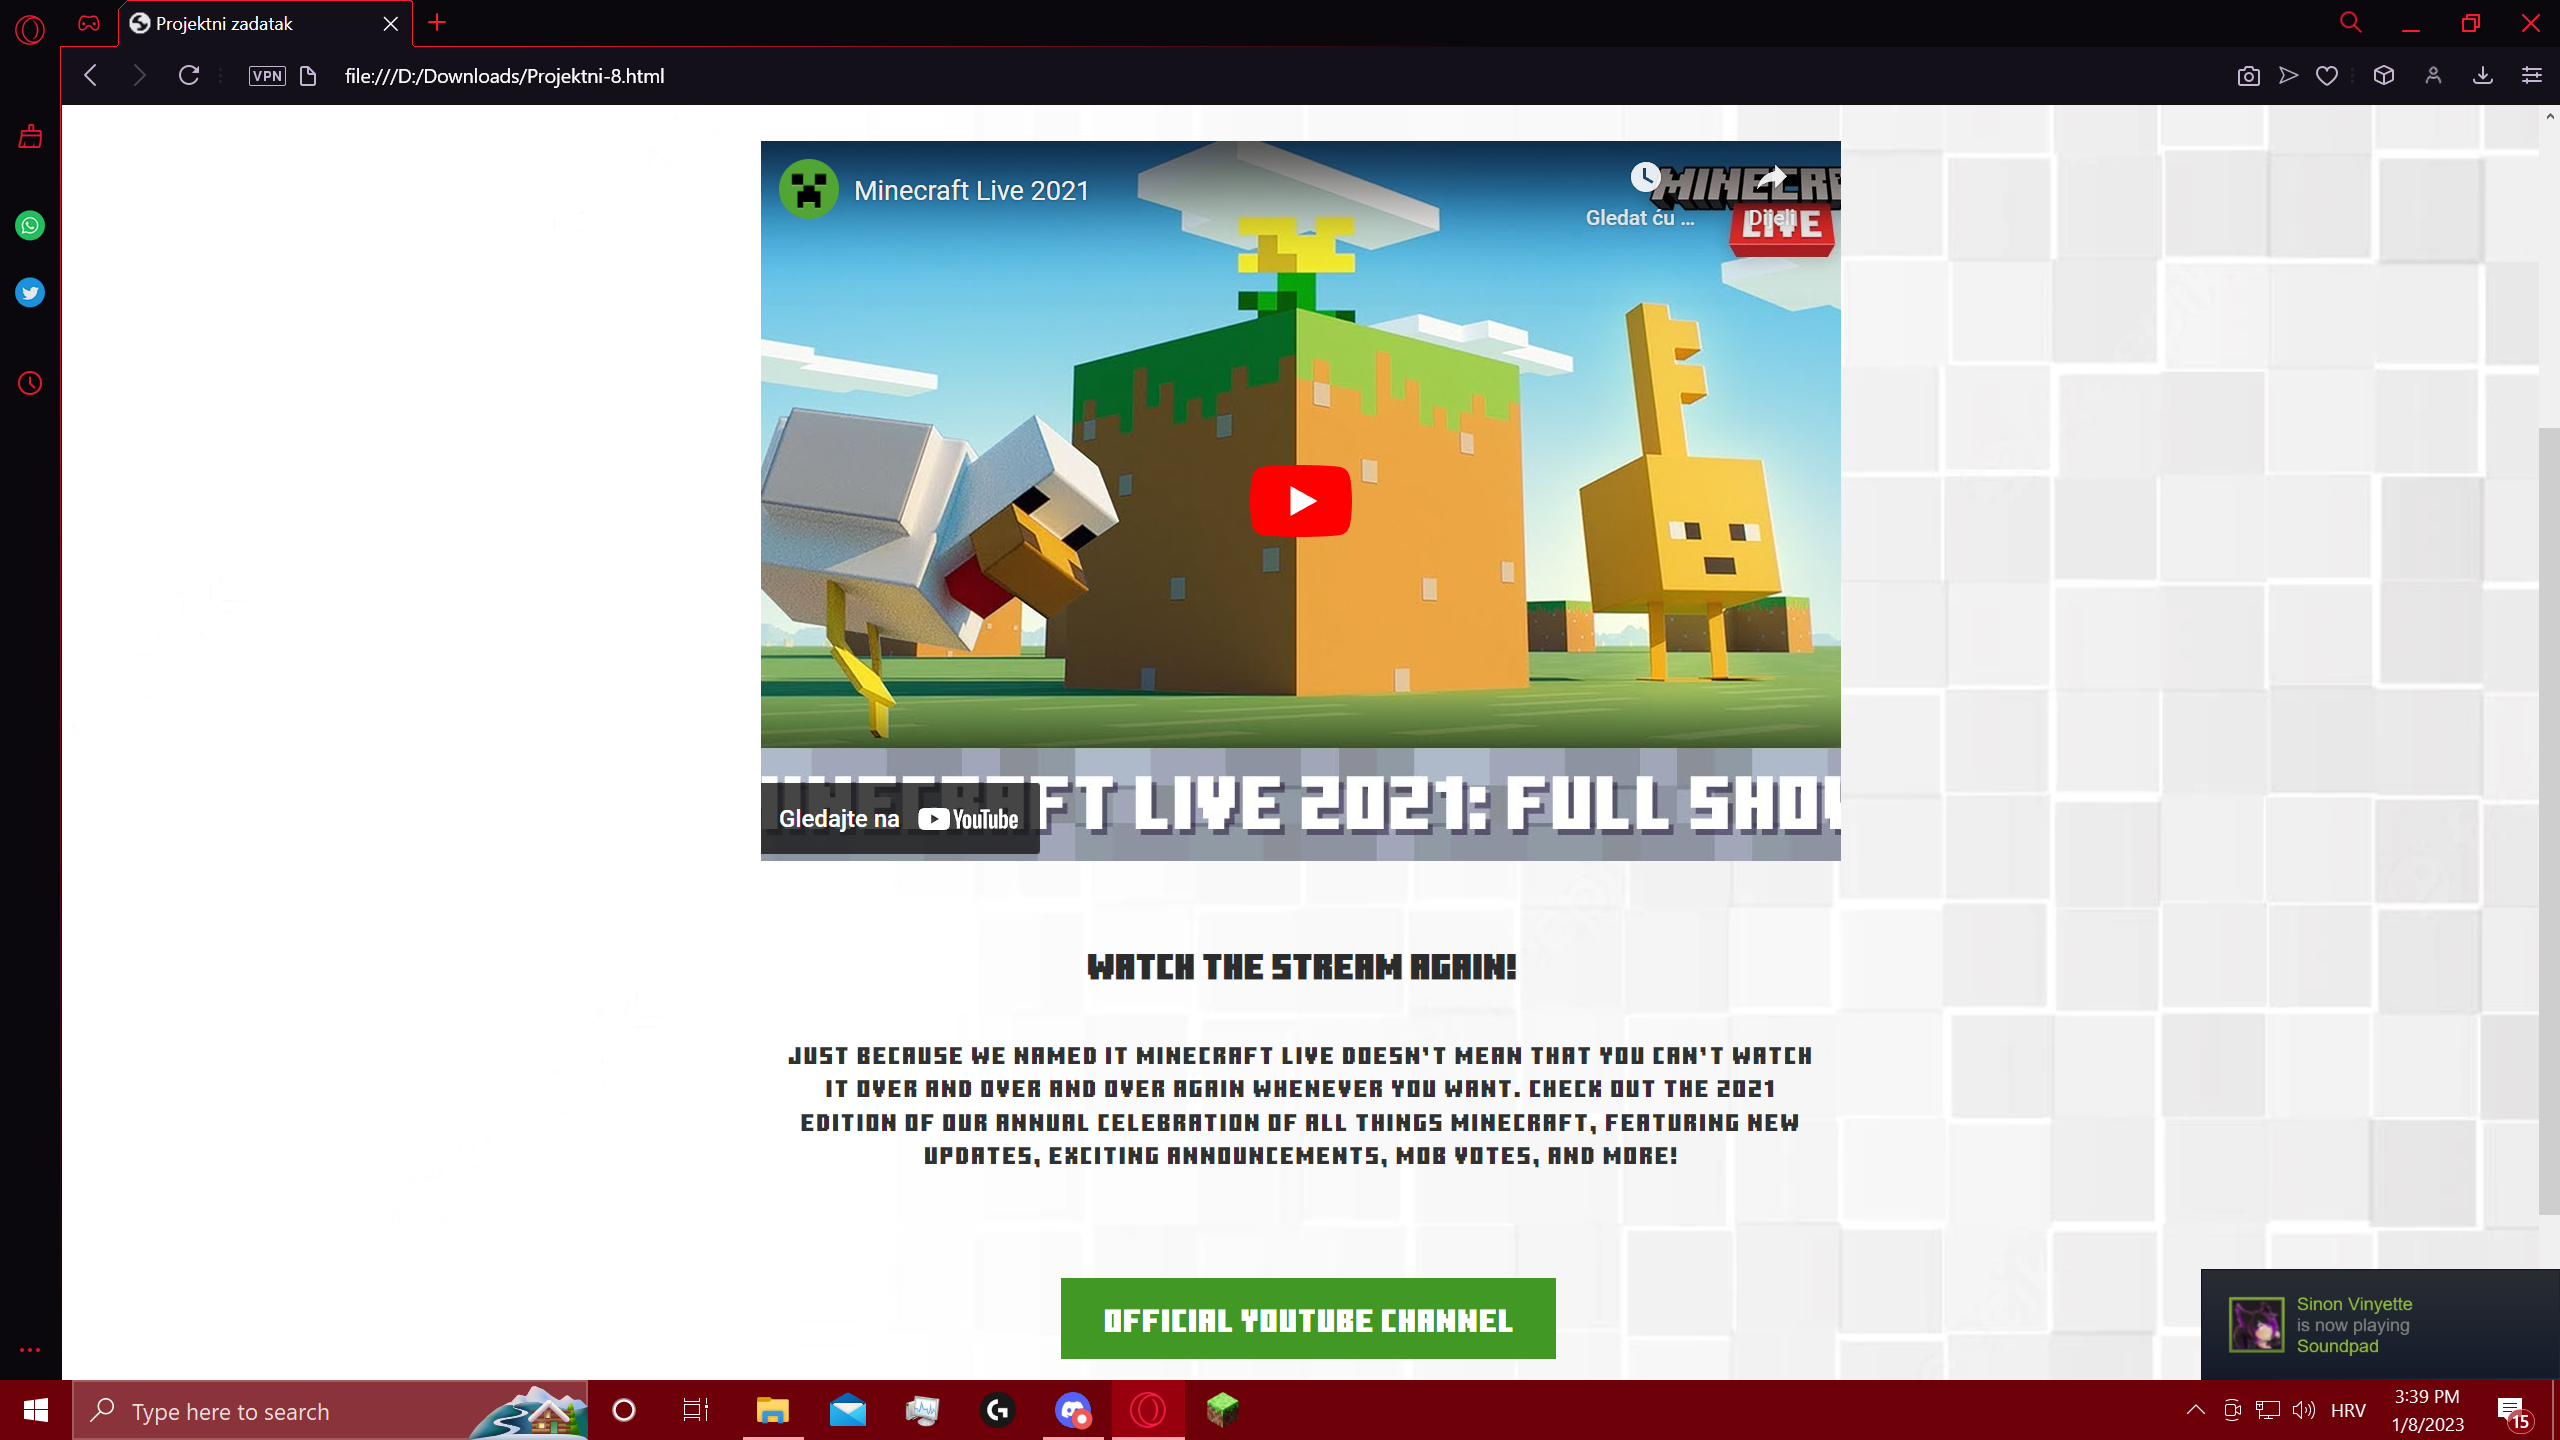 Projektni zadatak
VPN
file:///D:/Downloads/Projektni-8.html
Minecraft Live 2021
Gledat ću ...
Dijeli
LIVE
MINECRAFT LIVE 2021: FULL SHOW
Gledajte na YouTube
WATCH THE STREAM AGAIN!
JUST BECAUSE WE NAMED IT MINECRAFT LIVE DOESN'T MEAN THAT YOU CAN'T WATCH
IT OVER AND OVER AND OVER AGAIN WHENEVER YOU WANT. CHECK OUT THE 2021
EDITION OF OUR ANNUAL CELEBRATION OF ALL THINGS MINECRAFT, FEATURING NEW
UPDATES, EXCITING ANNOUNCEMENTS, MOB VOTES, AND MORE!
OFFICIAL YOUTUBE CHANNEL
Sinon Vinyette
is now playing
Soundpad
Type here to search
HRV
3:39 PM
1/8/2023
15